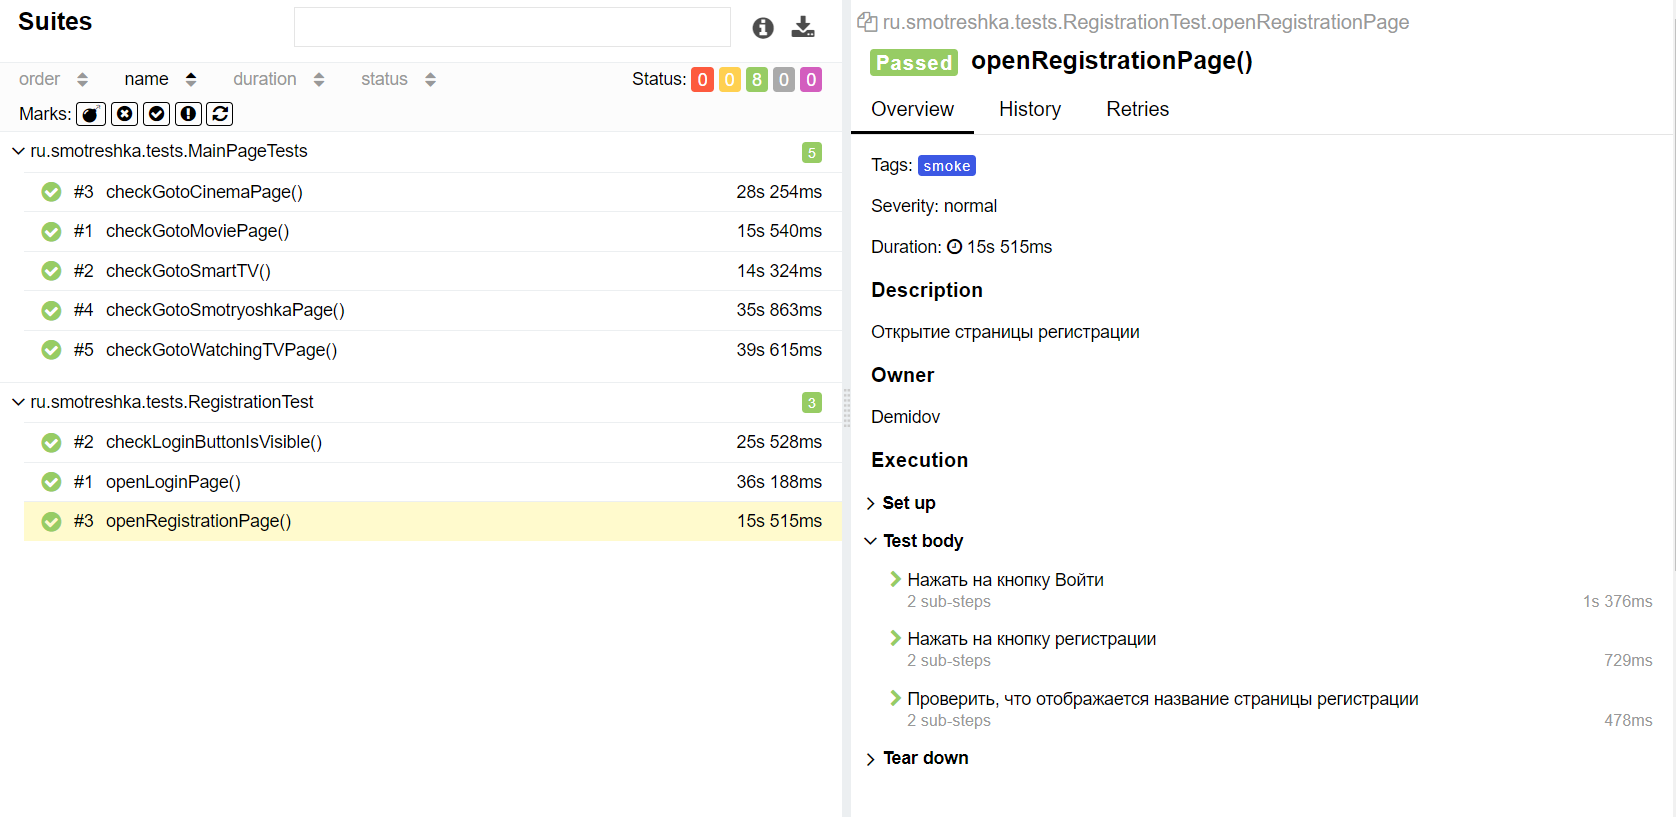 Suites
order name duration status Status: 0 0 8 0 0
Marks:
ru.smotreshka.tests.MainPageTests 5
#3 checkGotoCinemaPage() 28s 254ms
#1 checkGotoMoviePage() 15s 540ms
#2 checkGotoSmartTV() 14s 324ms
#4 checkGotoSmotryoshkaPage() 35s 863ms
#5 checkGotoWatchingTVPage() 39s 615ms
ru.smotreshka.tests.RegistrationTest 3
#2 checkLoginButtonIsVisible() 25s 528ms
#1 openLoginPage() 36s 188ms
#3 openRegistrationPage() 15s 515ms
ru.smotreshka.tests.RegistrationTest.openRegistrationPage
Passed openRegistrationPage()
Overview History Retries
Tags: smoke
Severity: normal
Duration: 15s 515ms
Description
Открытие страницы регистрации
Owner
Demidov
Execution
Set up
Test body
Нажать на кнопку Войти
2 sub-steps 1s 376ms
Нажать на кнопку регистрации
2 sub-steps 729ms
Проверить, что отображается название страницы регистрации
2 sub-steps 478ms
Tear down